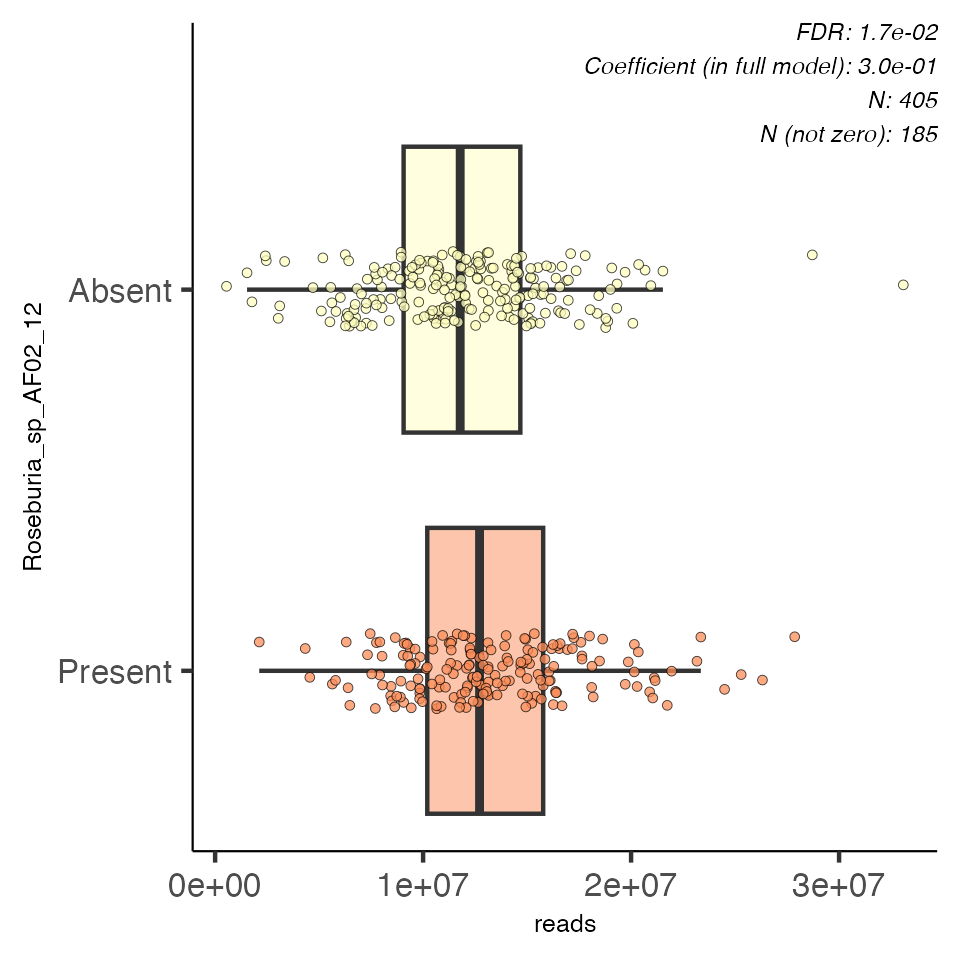 FDR: 1.7e-02
Coefficient (in full model): 3.0e-01
N: 405
N (not zero): 185
Roseburia_sp_AF02_12
Absent
Present
0e+00 1e+07 2e+07 3e+07
reads